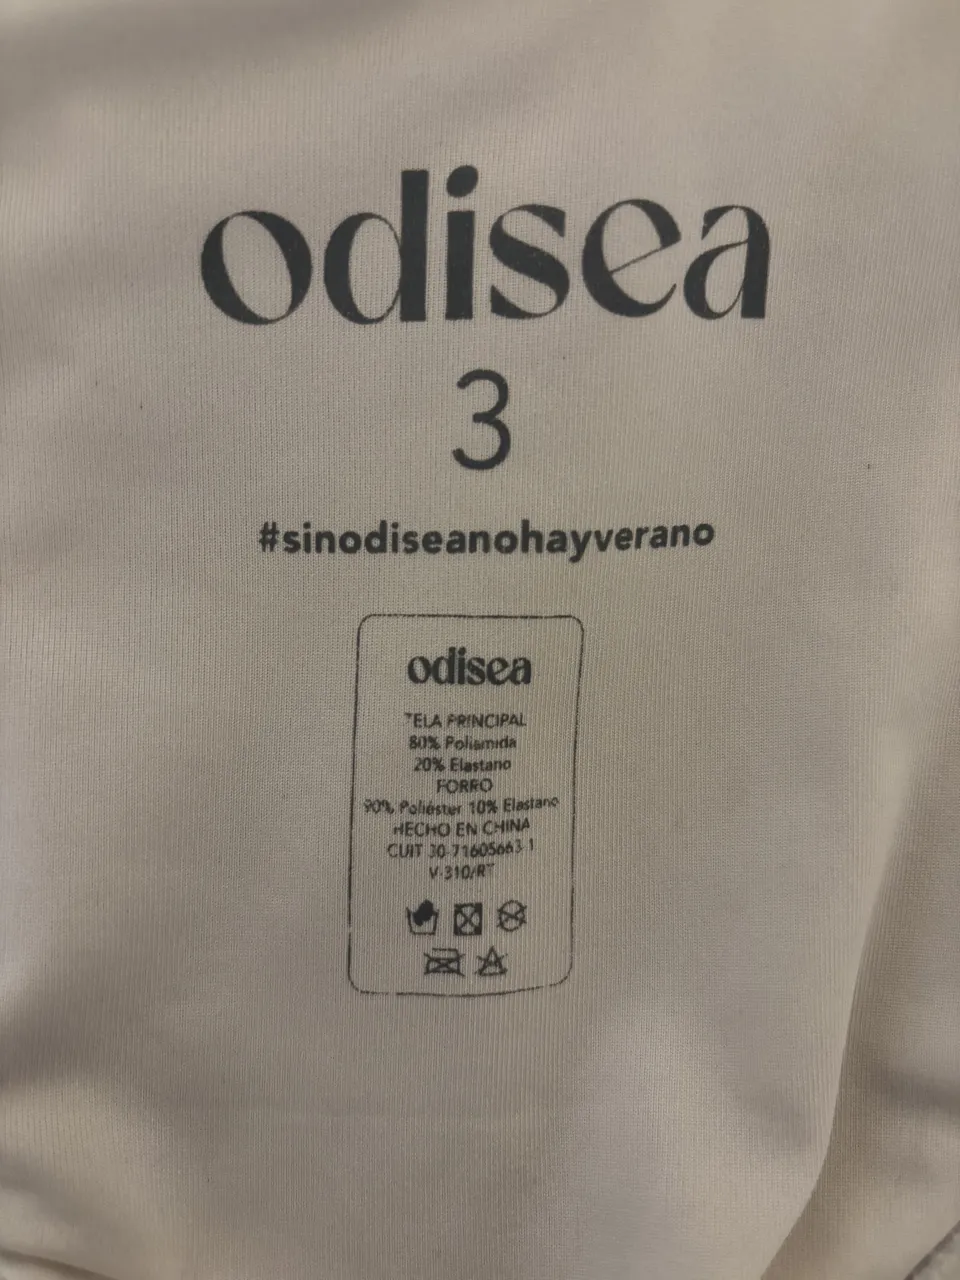 odisea
3
#sinodiseanohayverano
odisea
TELA PRINCIPAL
80% Poliamida
20% Elastano
FORRO
90% Poliéster 10% Elastano
HECHO EN CHINA
CUIT 30-71605663-1
V-310/RT